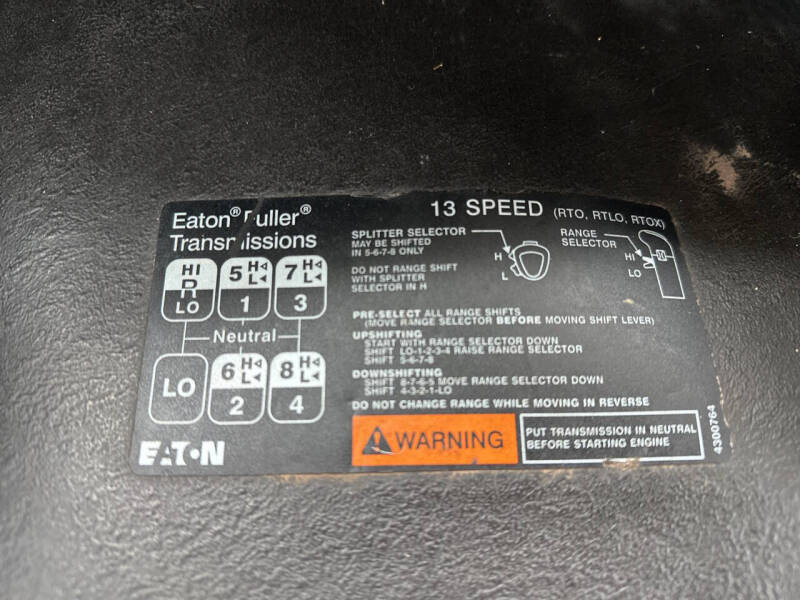 Eaton® Fuller®
Transmissions
HI
R
LO
5 H L
1
7 H L
3
Neutral
LO
6 H L
2
8 H L
4
EATON
13 SPEED (RTO, RTLO, RTOX)
SPLITTER SELECTOR
MAY BE SHIFTED
IN 5-6-7-8 ONLY
H
L
DO NOT RANGE SHIFT
WITH SPLITTER
SELECTOR IN H
RANGE
SELECTOR
HI
LO
PRE-SELECT ALL RANGE SHIFTS
(MOVE RANGE SELECTOR BEFORE MOVING SHIFT LEVER)
UPSHIFTING
START WITH RANGE SELECTOR DOWN
SHIFT LO-1-2-3-4 RAISE RANGE SELECTOR
SHIFT 5-6-7-8
DOWNSHIFTING
SHIFT 8-7-6-5 MOVE RANGE SELECTOR DOWN
SHIFT 4-3-2-1-LO
DO NOT CHANGE RANGE WHILE MOVING IN REVERSE
WARNING
PUT TRANSMISSION IN NEUTRAL
BEFORE STARTING ENGINE
4300764